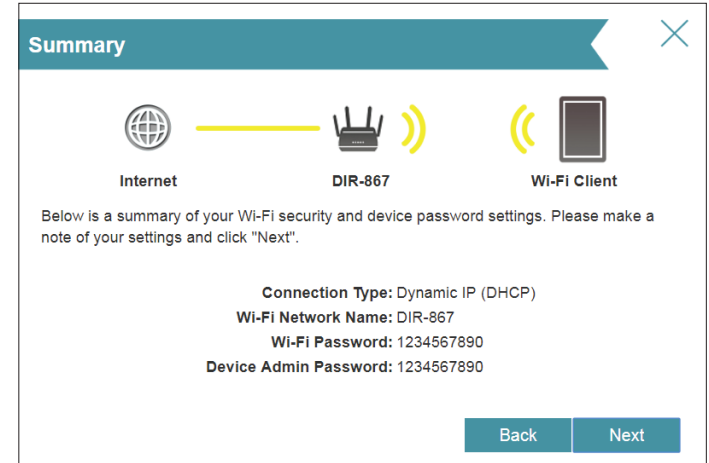 Summary
Internet
DIR-867
Wi-Fi Client
Below is a summary of your Wi-Fi security and device password settings. Please make a
note of your settings and click "Next".
Connection Type: Dynamic IP (DHCP)
Wi-Fi Network Name: DIR-867
Wi-Fi Password: 1234567890
Device Admin Password: 1234567890
Back
Next